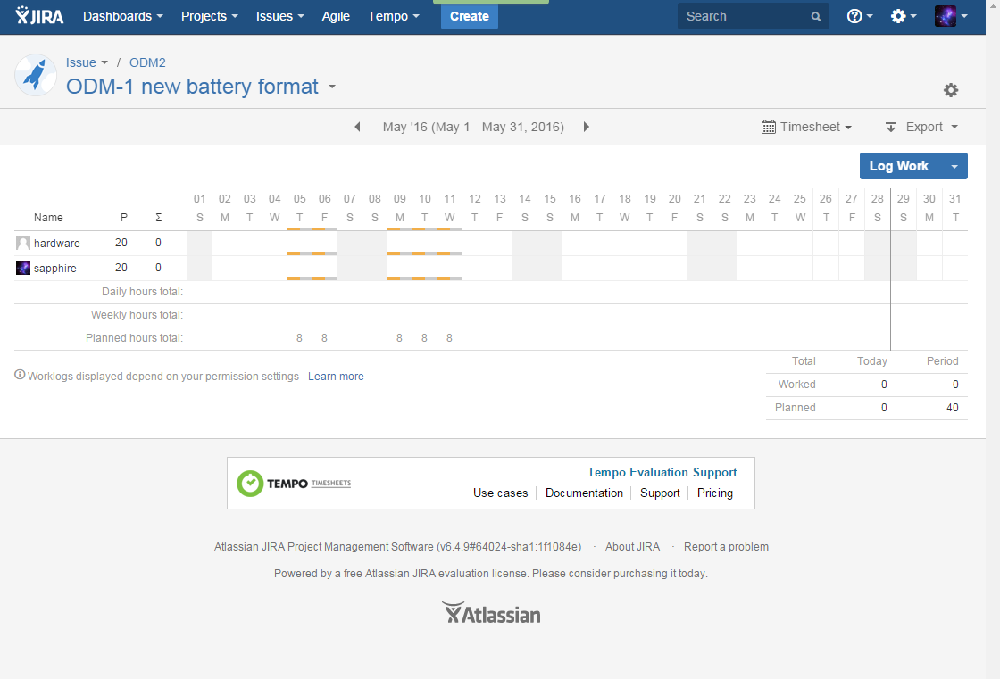 JIRA Dashboards Projects Issues Agile Tempo Create Search
Issue / ODM2
ODM-1 new battery format
May '16 (May 1 - May 31, 2016) Timesheet Export
Log Work
01 02 03 04 05 06 07 08 09 10 11 12 13 14 15 16 17 18 19 20 21 22 23 24 25 26 27 28 29 30 31
Name P Σ S M T W T F S S M T W T F S S M T W T F S S M T W T F S S M T
hardware 20 0
sapphire 20 0
Daily hours total:
Weekly hours total:
Planned hours total: 8 8 8 8 8
Total Today Period
Worklogs displayed depend on your permission settings - Learn more
Worked 0 0
Planned 0 40
TEMPO TIMESHEETS
Tempo Evaluation Support
Use cases Documentation Support Pricing
Atlassian JIRA Project Management Software (v6.4.9#64024-sha1:1f1084e) · About JIRA · Report a problem
Powered by a free Atlassian JIRA evaluation license. Please consider purchasing it today.
Atlassian